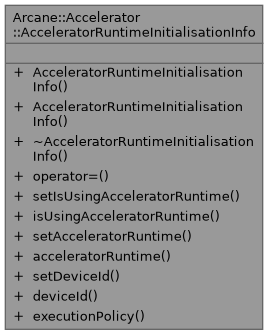 Arcane::Accelerator
::AcceleratorRuntimeInitialisationInfo
+ AcceleratorRuntimeInitialisation
Info()
+ AcceleratorRuntimeInitialisation
Info()
+ ~AcceleratorRuntimeInitialisation
Info()
+ operator=()
+ setIsUsingAcceleratorRuntime()
+ isUsingAcceleratorRuntime()
+ setAcceleratorRuntime()
+ acceleratorRuntime()
+ setDeviceId()
+ deviceId()
+ executionPolicy()